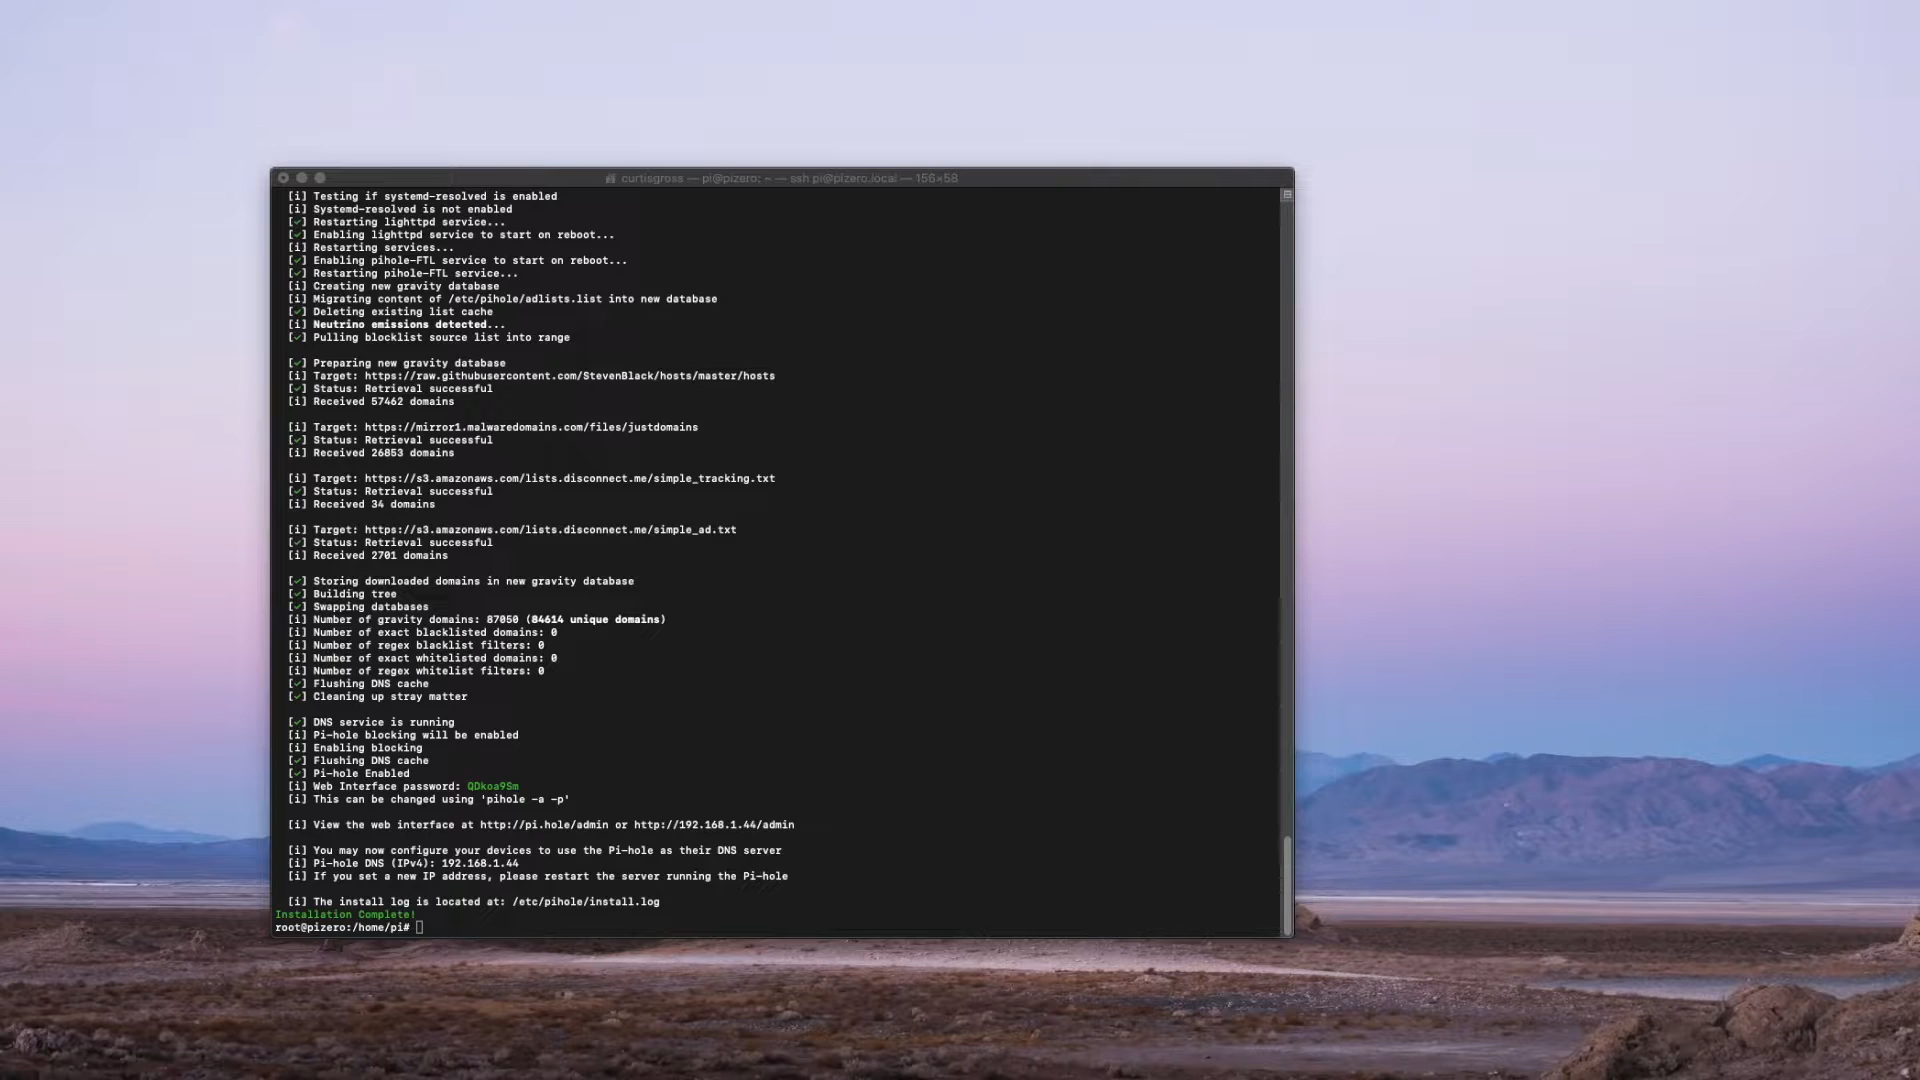 curtisgross — pi@pizero: ~ — ssh pi@pizero.local — 156×58
[i] Testing if systemd-resolved is enabled
[i] Systemd-resolved is not enabled
[✓] Restarting lighttpd service...
[✓] Enabling lighttpd service to start on reboot...
[i] Restarting services...
[✓] Enabling pihole-FTL service to start on reboot...
[✓] Restarting pihole-FTL service...
[i] Creating new gravity database
[i] Migrating content of /etc/pihole/adlists.list into new database
[✓] Deleting existing list cache
[i] Neutrino emissions detected...
[✓] Pulling blocklist source list into range
[✓] Preparing new gravity database
[i] Target: https://raw.githubusercontent.com/StevenBlack/hosts/master/hosts
[✓] Status: Retrieval successful
[i] Received 57462 domains
[i] Target: https://mirror1.malwaredomains.com/files/justdomains
[✓] Status: Retrieval successful
[i] Received 26853 domains
[i] Target: https://s3.amazonaws.com/lists.disconnect.me/simple_tracking.txt
[✓] Status: Retrieval successful
[i] Received 34 domains
[i] Target: https://s3.amazonaws.com/lists.disconnect.me/simple_ad.txt
[✓] Status: Retrieval successful
[i] Received 2701 domains
[✓] Storing downloaded domains in new gravity database
[✓] Building tree
[✓] Swapping databases
[i] Number of gravity domains: 87050 (84614 unique domains)
[i] Number of exact blacklisted domains: 0
[i] Number of regex blacklist filters: 0
[i] Number of exact whitelisted domains: 0
[i] Number of regex whitelist filters: 0
[✓] Flushing DNS cache
[✓] Cleaning up stray matter
[✓] DNS service is running
[i] Pi-hole blocking will be enabled
[i] Enabling blocking
[✓] Flushing DNS cache
[✓] Pi-hole Enabled
[i] Web Interface password: QDkoa9Sm
[i] This can be changed using 'pihole -a -p'
[i] View the web interface at http://pi.hole/admin or http://192.168.1.44/admin
[i] You may now configure your devices to use the Pi-hole as their DNS server
[i] Pi-hole DNS (IPv4): 192.168.1.44
[i] If you set a new IP address, please restart the server running the Pi-hole
[i] The install log is located at: /etc/pihole/install.log
Installation Complete!
root@pizero:/home/pi#